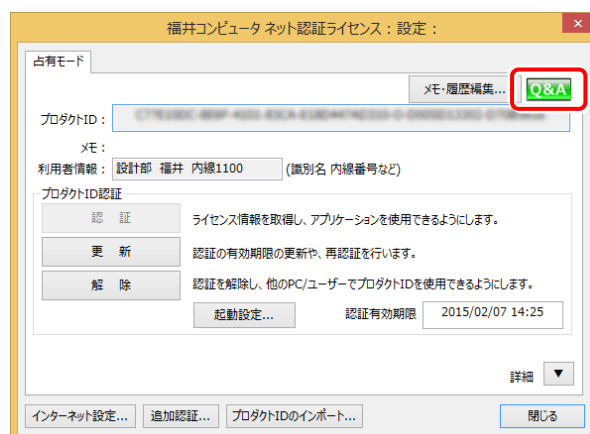 福井コンピュータ ネット認証ライセンス：設定：
×
占有モード
メモ・履歴編集...
Q&A
プロダクトID：
メモ：
利用者情報： 設計部 福井 内線1100 (識別名 内線番号など)
プロダクトID認証
認 証 ライセンス情報を取得し、アプリケーションを使用できるようにします。
更 新 認証の有効期限の更新や、再認証を行います。
解 除 認証を解除し、他のPC/ユーザーでプロダクトIDを使用できるようにします。
起動設定... 認証有効期限 2015/02/07 14:25
詳細 ▼
インターネット設定... 追加認証... プロダクトIDのインポート... 閉じる